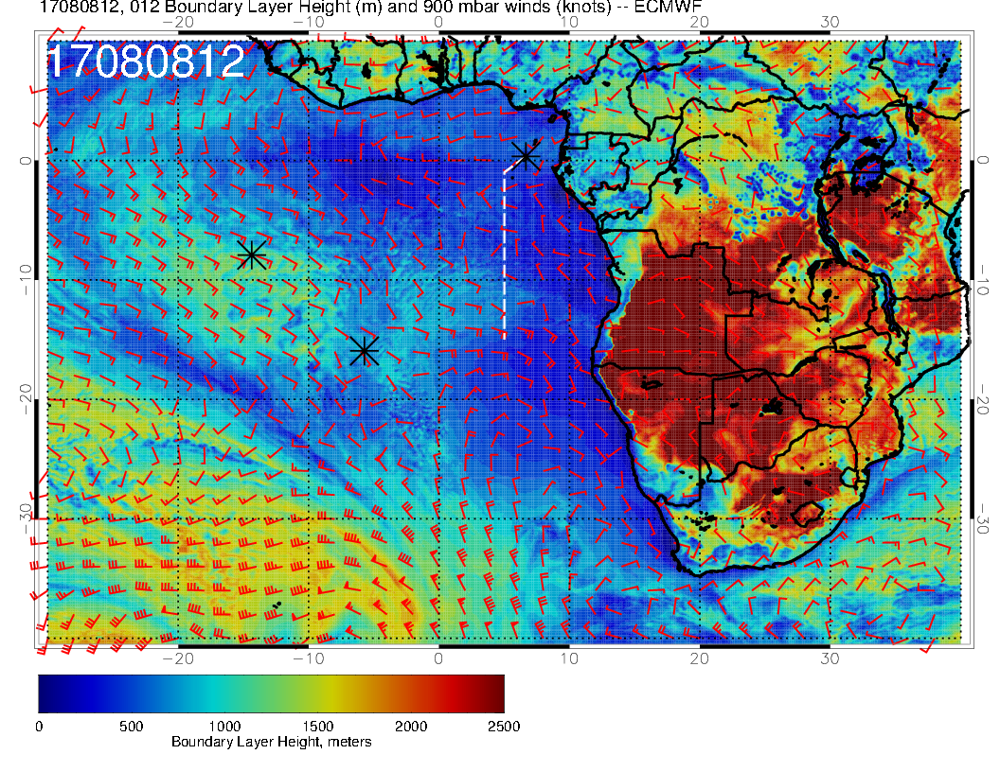 17080812, 012 Boundary Layer Height (m) and 900 mbar winds (knots) -- ECMWF
−20 −10 0 10 20 30
17080812
0 0
−10 −10
−20 −20
−30 −30
−20 −10 0 10 20 30
0 500 1000 1500 2000 2500
Boundary Layer Height, meters